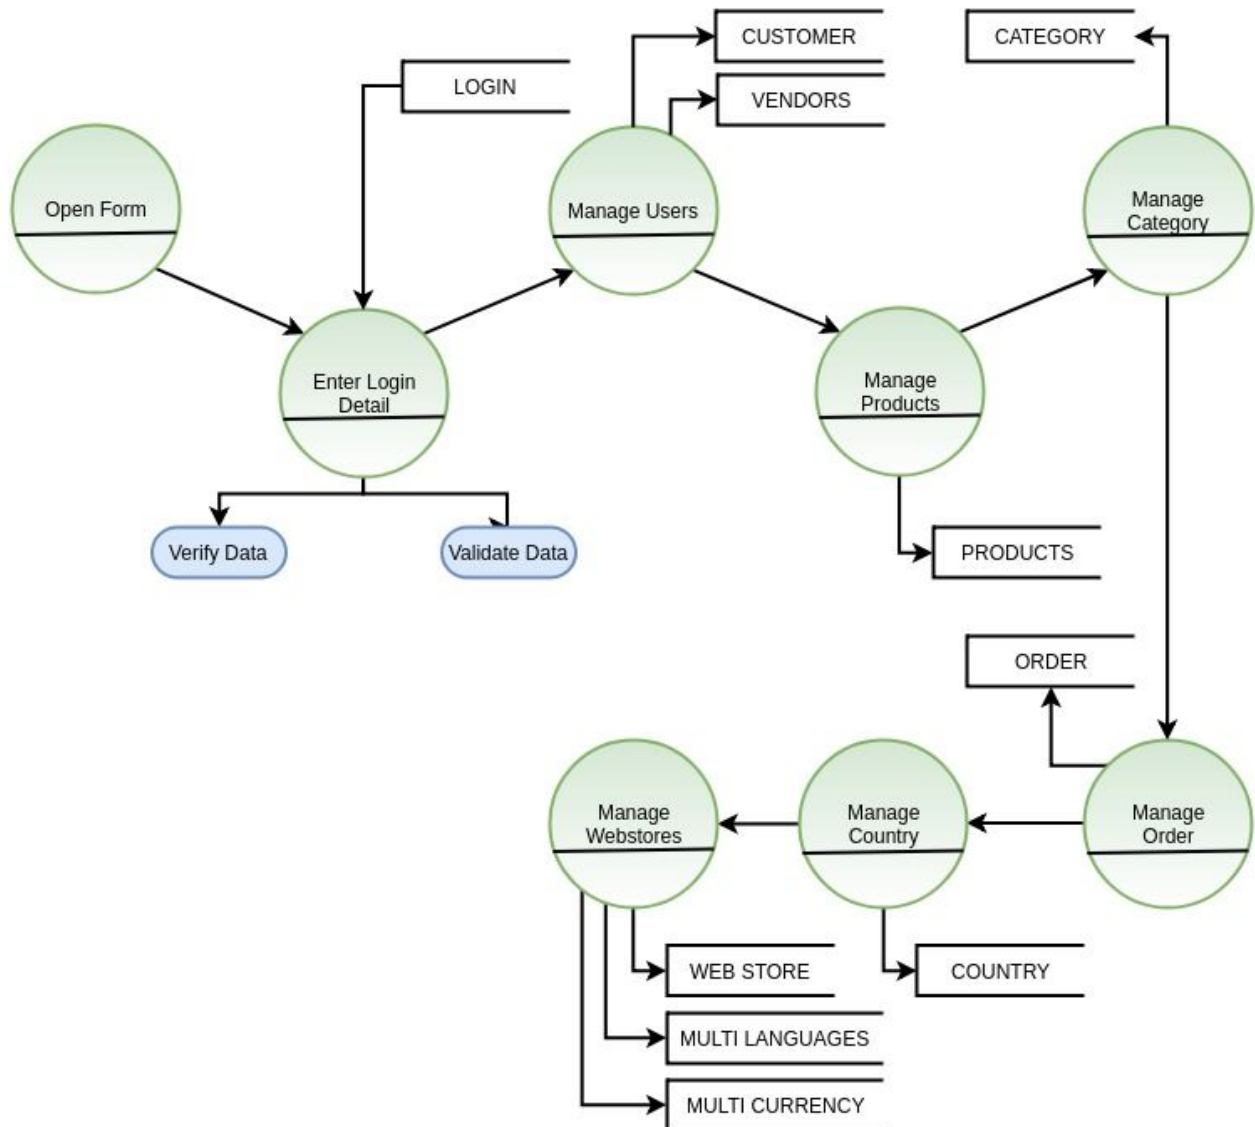 CUSTOMER
CATEGORY
LOGIN
VENDORS
Open Form
Manage Users
Manage
Category
Enter Login
Detail
Manage
Products
Verify Data
Validate Data
PRODUCTS
ORDER
Manage
Webstores
Manage
Country
Manage
Order
WEB STORE
COUNTRY
MULTI LANGUAGES
MULTI CURRENCY